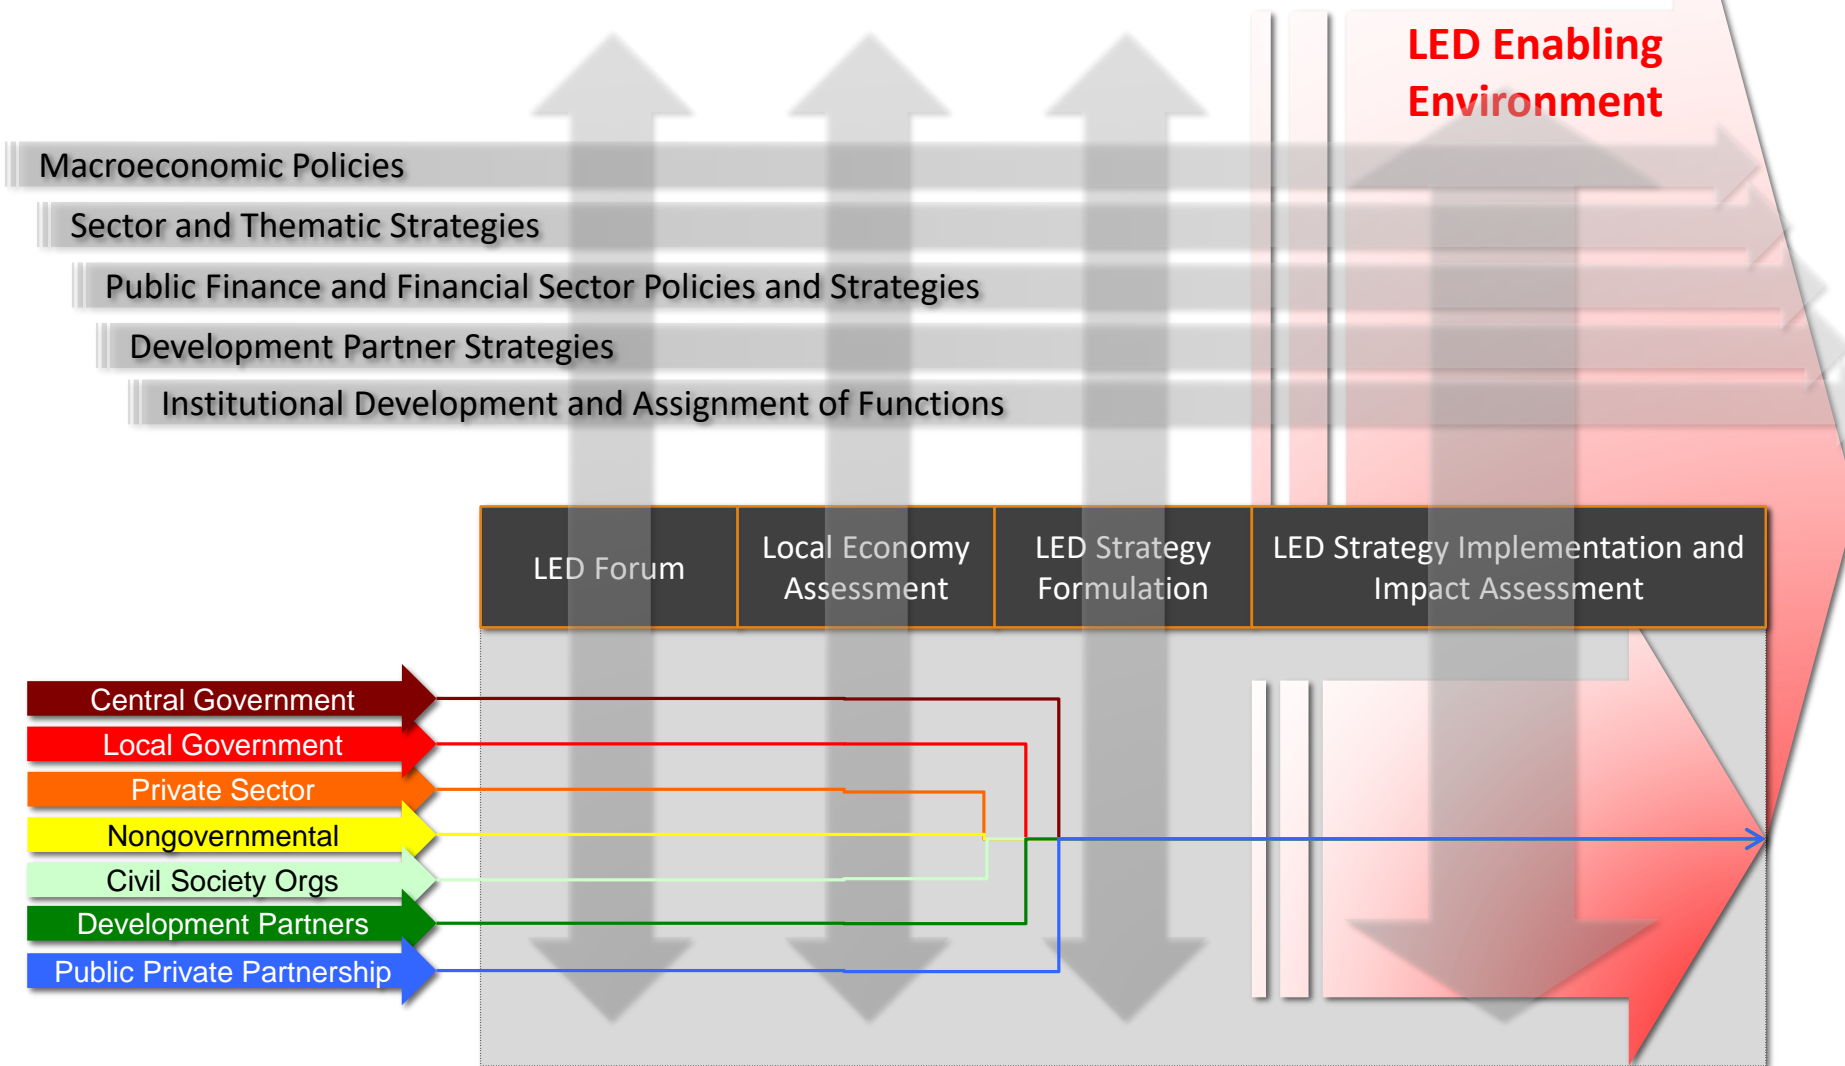 LED Enabling
Environment
Macroeconomic Policies
Sector and Thematic Strategies
Public Finance and Financial Sector Policies and Strategies
Development Partner Strategies
Institutional Development and Assignment of Functions
LED Forum
Local Economy
Assessment
LED Strategy
Formulation
LED Strategy Implementation and
Impact Assessment
Central Government
Local Government
Private Sector
Nongovernmental
Civil Society Orgs
Development Partners
Public Private Partnership